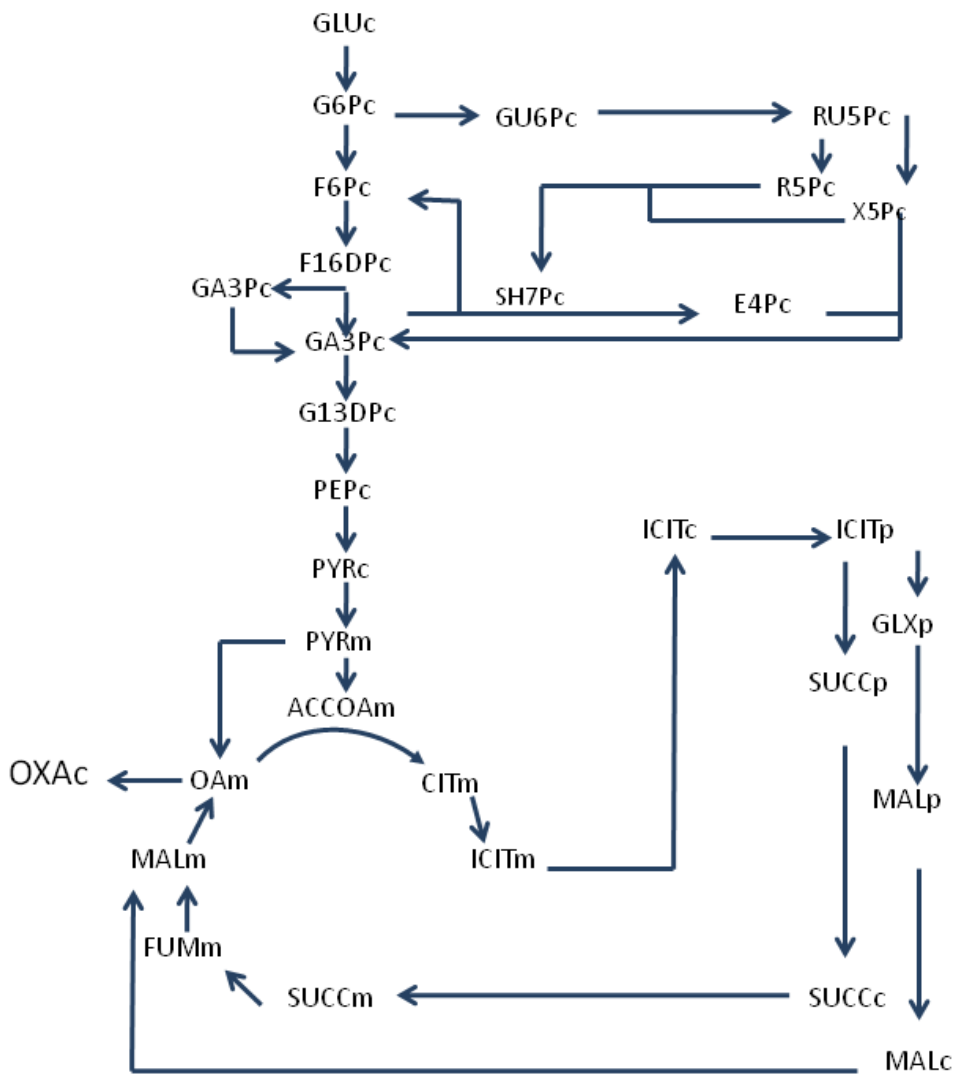 GLUc
G6Pc
GU6Pc
RU5Pc
F6Pc
R5Pc
X5Pc
F16DPc
GA3Pc
SH7Pc
E4Pc
GA3Pc
G13DPc
PEPc
ICITc
ICITp
PYRc
GLXp
PYRm
SUCCp
ACCOAm
OXAc
OAm
CITm
MALp
MALm
ICITm
FUMm
SUCCm
SUCCc
MALc